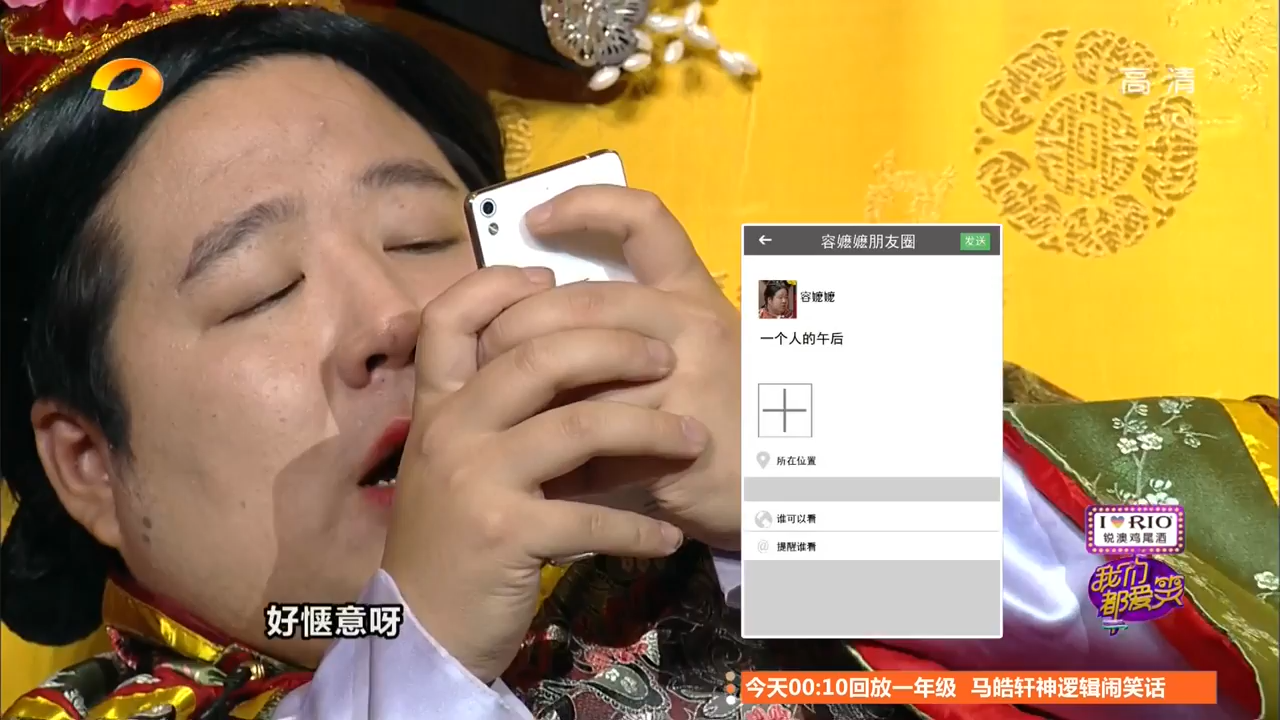 高清
容嬷嬷朋友圈
发送
容嬷嬷
一个人的午后
所在位置
谁可以看
@ 提醒谁看
I RIO
锐澳鸡尾酒
我们
都爱笑
好惬意呀
今天00:10回放一年级 马皓轩神逻辑闹笑话